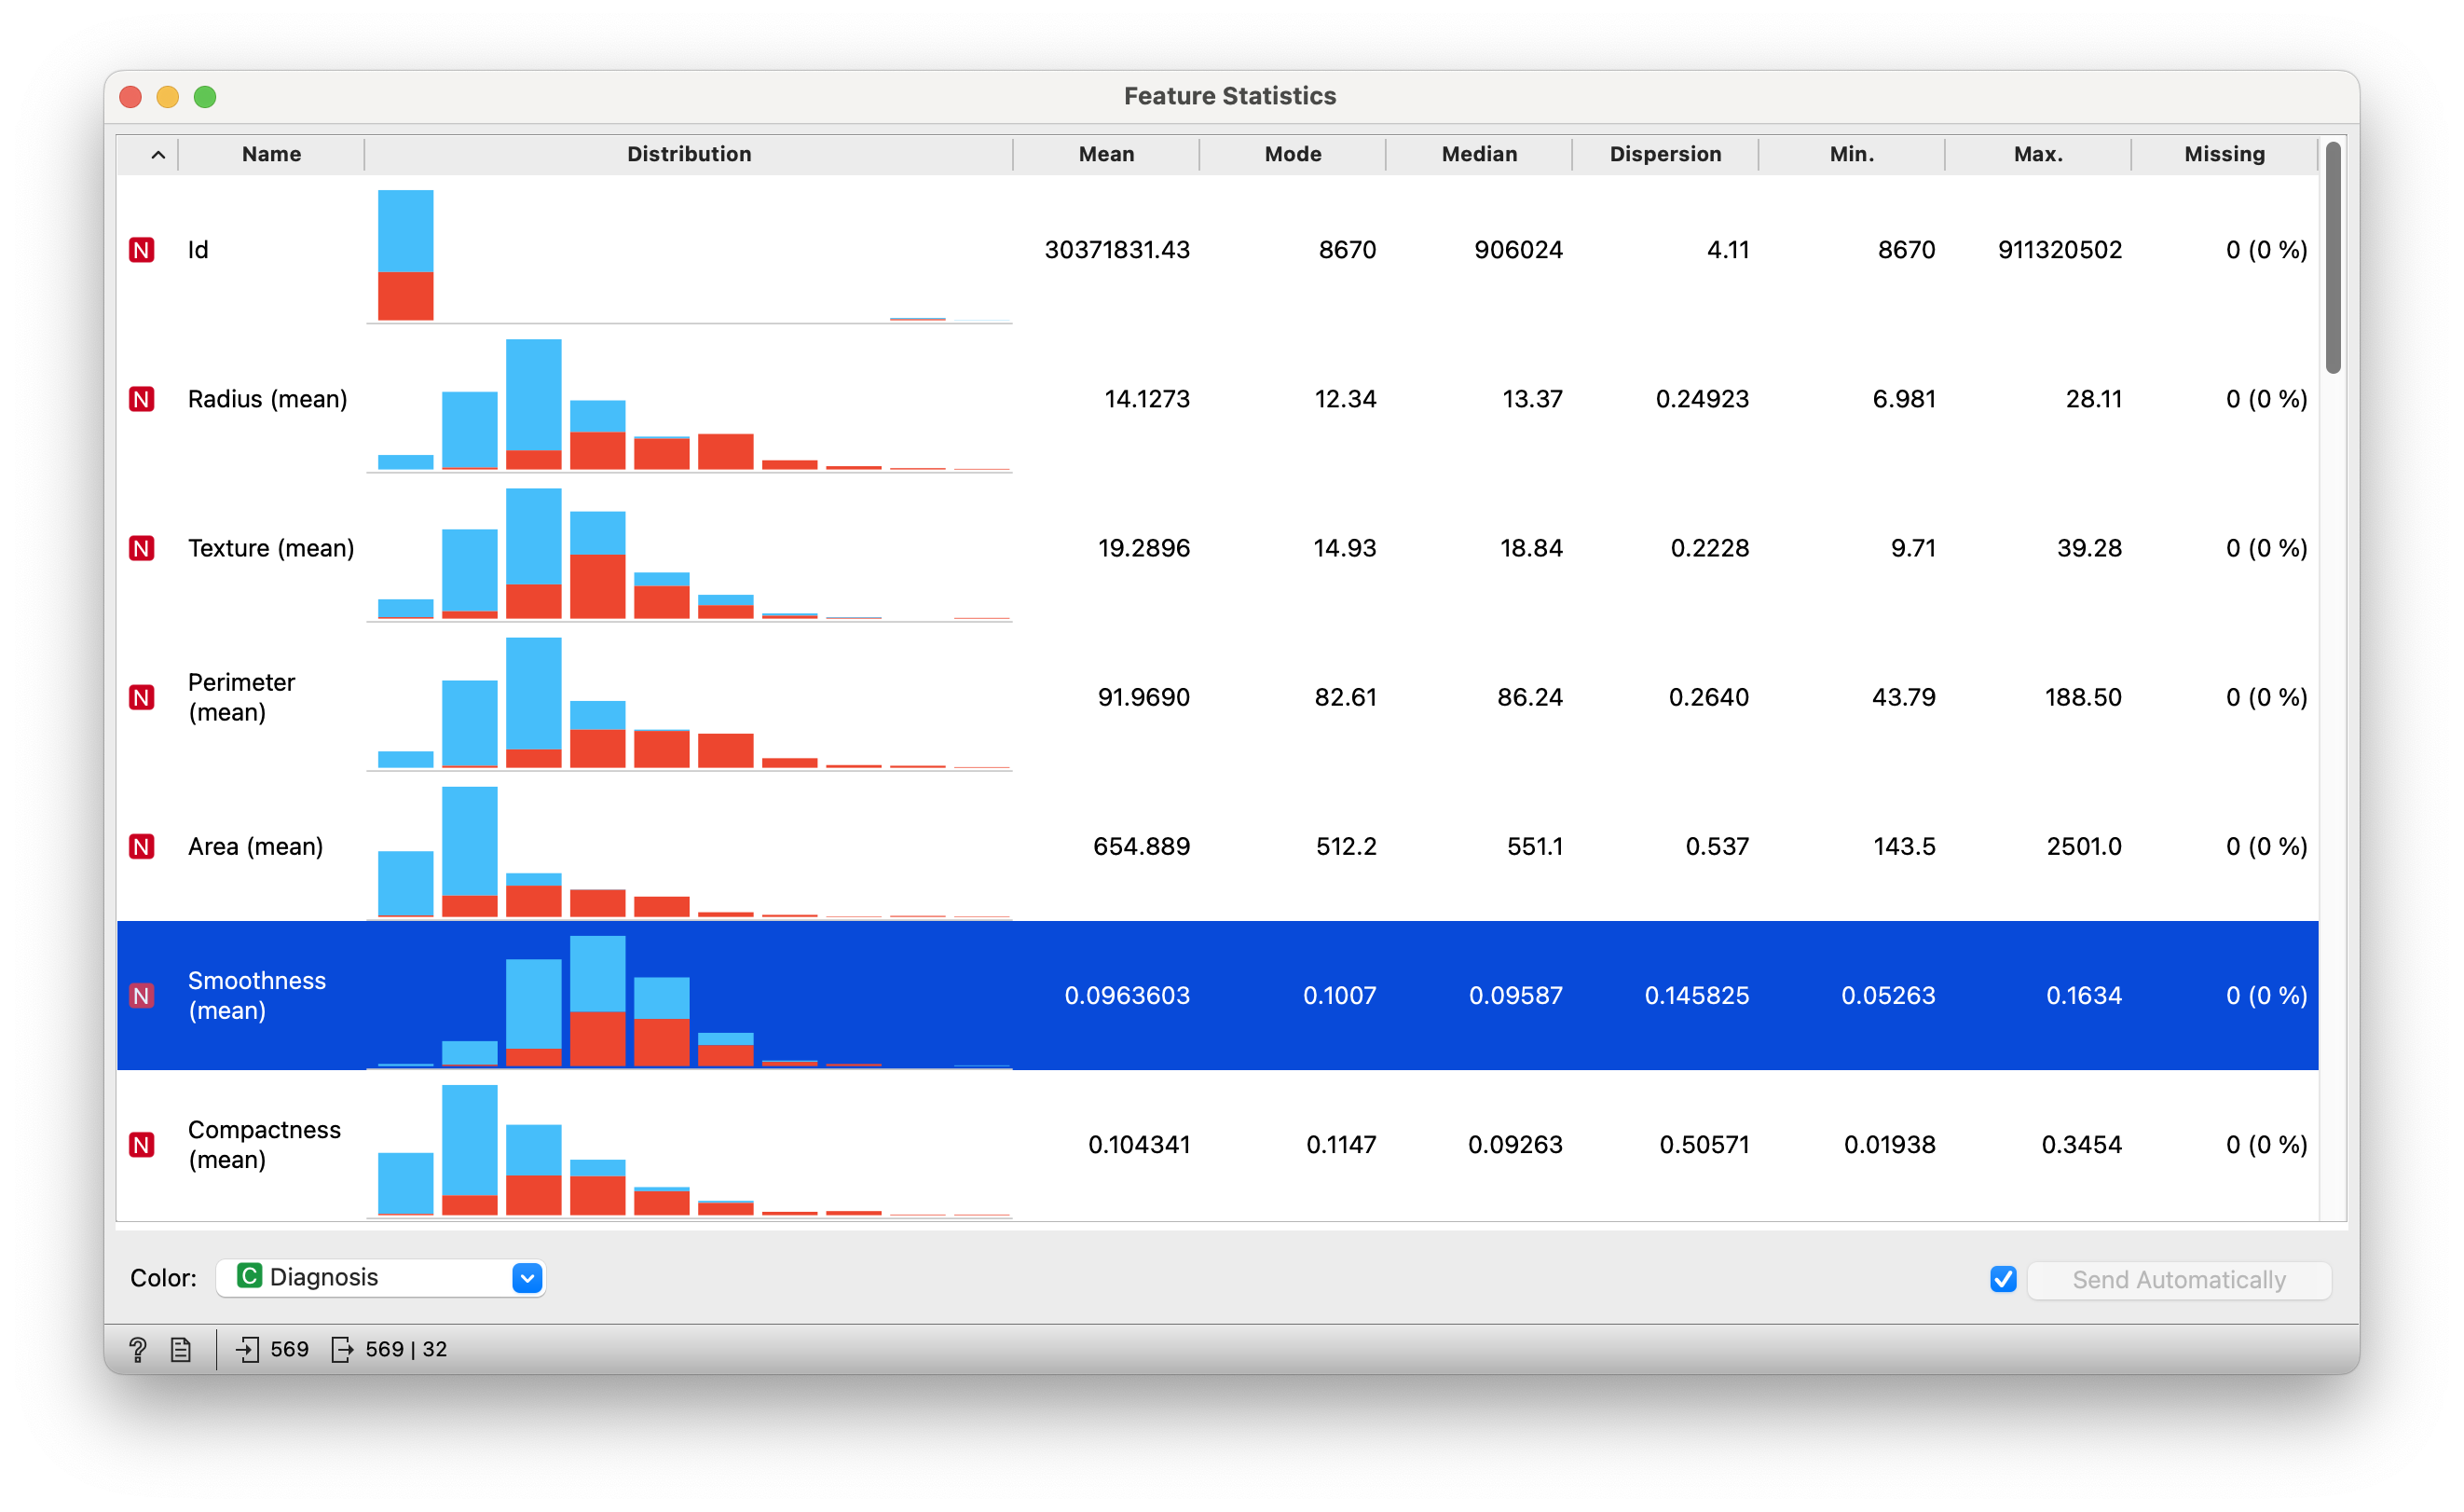 Feature Statistics
Name Distribution Mean Mode Median Dispersion Min. Max. Missing
N Id 30371831.43 8670 906024 4.11 8670 911320502 0 (0 %)
N Radius (mean) 14.1273 12.34 13.37 0.24923 6.981 28.11 0 (0 %)
N Texture (mean) 19.2896 14.93 18.84 0.2228 9.71 39.28 0 (0 %)
N Perimeter
(mean) 91.9690 82.61 86.24 0.2640 43.79 188.50 0 (0 %)
N Area (mean) 654.889 512.2 551.1 0.537 143.5 2501.0 0 (0 %)
N Smoothness
(mean) 0.0963603 0.1007 0.09587 0.145825 0.05263 0.1634 0 (0 %)
N Compactness
(mean) 0.104341 0.1147 0.09263 0.50571 0.01938 0.3454 0 (0 %)
Color: C Diagnosis Send Automatically
? 569 569 | 32